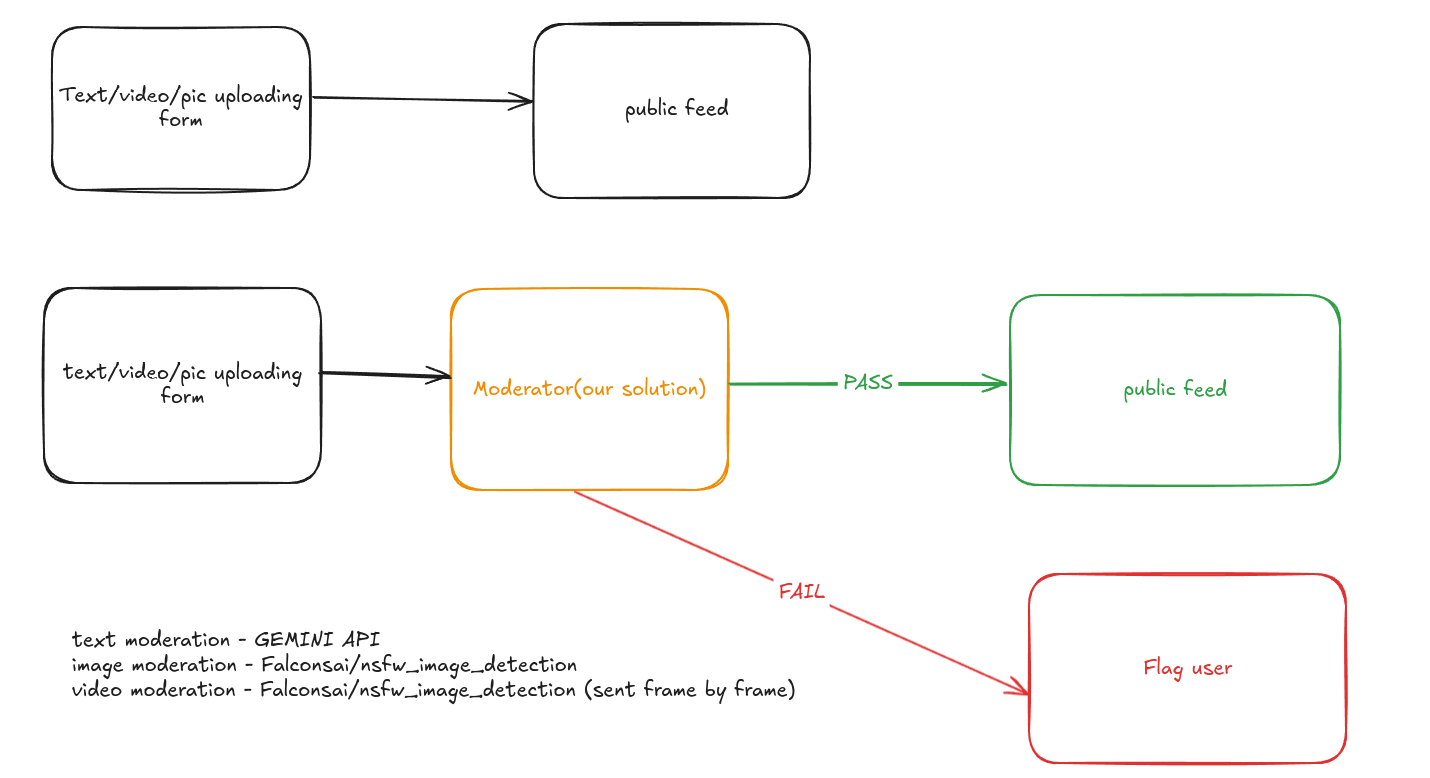 Text/video/pic uploading
form
public feed
text/video/pic uploading
form
Moderator(our solution)
PASS
public feed
FAIL
Flag user
text moderation - GEMINI API
image moderation - Falconsai/nsfw_image_detection
video moderation - Falconsai/nsfw_image_detection (sent frame by frame)